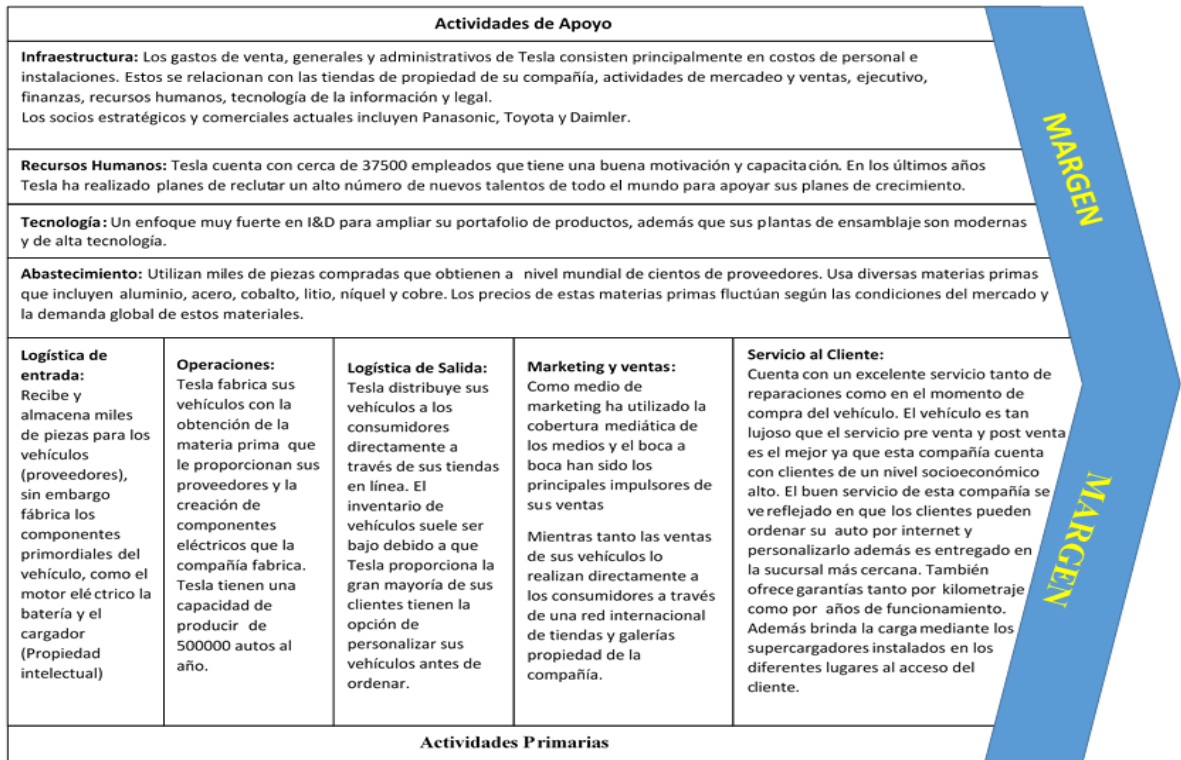 Actividades de Apoyo
Infraestructura: Los gastos de venta, generales y administrativos de Tesla consisten principalmente en costos de personal e
instalaciones. Estos se relacionan con las tiendas de propiedad de su compañía, actividades de mercadeo y ventas, ejecutivo,
finanzas, recursos humanos, tecnología de la información y legal.
Los socios estratégicos y comerciales actuales incluyen Panasonic, Toyota y Daimler.
Recursos Humanos: Tesla cuenta con cerca de 37500 empleados que tiene una buena motivación y capacitación. En los últimos años
Tesla ha realizado planes de reclutar un alto número de nuevos talentos de todo el mundo para apoyar sus planes de crecimiento.
Tecnología: Un enfoque muy fuerte en I&D para ampliar su portafolio de productos, además que sus plantas de ensamblaje son modernas
y de alta tecnología.
Abastecimiento: Utilizan miles de piezas compradas que obtienen a nivel mundial de cientos de proveedores. Usa diversas materias primas
que incluyen aluminio, acero, cobalto, litio, níquel y cobre. Los precios de estas materias primas fluctúan según las condiciones del mercado y
la demanda global de estos materiales.
Logística de
entrada:
Recibe y
almacena miles
de piezas para los
vehículos
(proveedores),
sin embargo
fábrica los
componentes
primordiales del
vehículo, como el
motor elé ctrico la
batería y el
cargador
(Propiedad
intelectual)
Operaciones:
Tesla fabrica sus
vehículos con la
obtención de la
materia prima que
le proporcionan sus
proveedores y la
creación de
componentes
eléctricos que la
compañía fabrica.
Tesla tienen una
capacidad de
producir de
500000 autos al
año.
Logística de Salida:
Tesla distribuye sus
vehículos a los
consumidores
directamente a
través de sus tiendas
en línea. El
inventario de
vehículos suele ser
bajo debido a que
Tesla proporciona la
gran mayoría de sus
clientes tienen la
opción de
personalizar sus
vehículos antes de
ordenar.
Marketing y ventas:
Como medio de
marketing ha utilizado la
cobertura mediática de
los medios y el boca a
boca han sido los
principales impulsores de
sus ventas
Mientras tanto las ventas
de sus vehículos lo
realizan directamente a
los consumidores a través
de una red internacional
de tiendas y galerías
propiedad de la
compañía.
Servicio al Cliente:
Cuenta con un excelente servicio tanto de
reparaciones como en el momento de
compra del vehículo. El vehículo es tan
lujoso que el servicio pre venta y post venta
es el mejor ya que esta compañía cuenta
con clientes de un nivel socioeconómico
alto. El buen servicio de esta compañía se
ve reflejado en que los clientes pueden
ordenar su auto por internet y
personalizarlo además es entregado en
la sucursal más cercana. También
ofrece garantías tanto por kilometraje
como por años de funcionamiento.
Además brinda la carga mediante los
supercargadores instalados en los
diferentes lugares al acceso del
cliente.
MARGEN
MARGEN
Actividades Primarias